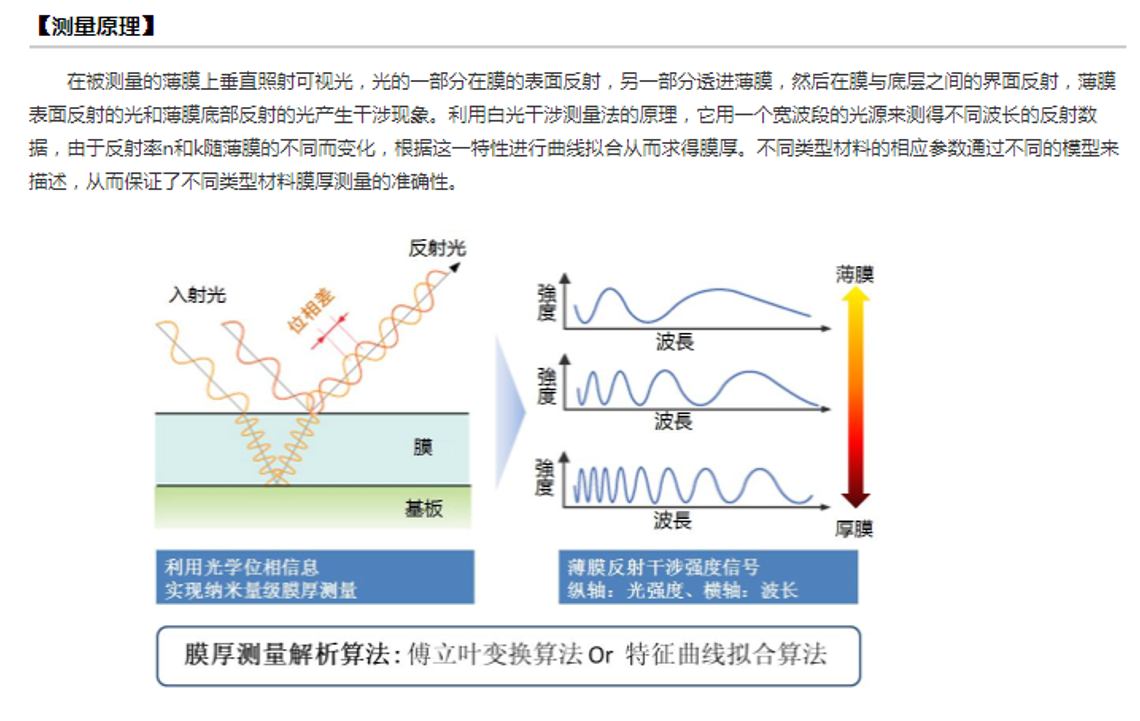 【测量原理】
在被测量的薄膜上垂直照射可视光，光的一部分在膜的表面反射，另一部分透进薄膜，然后在膜与底层之间的界面反射，薄膜
表面反射的光和薄膜底部反射的光产生干涉现象。利用白光干涉测量法的原理，它用一个宽波段的光源来测得不同波长的反射数
据，由于反射率n和k随薄膜的不同而变化，根据这一特性进行曲线拟合从而求得膜厚。不同类型材料的相应参数通过不同的模型来
描述，从而保证了不同类型材料膜厚测量的准确性。
反射光
入射光
位相差
膜
基板
強度
波長
強度
波長
強度
波長
薄膜
厚膜
利用光学位相信息
实现纳米量级膜厚测量
薄膜反射干涉强度信号
纵轴：光强度、横轴：波长
膜厚测量解析算法：傅立叶变换算法 Or 特征曲线拟合算法